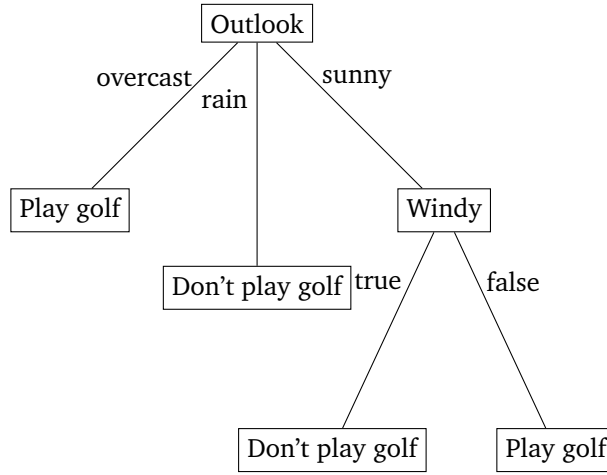 Outlook
overcast
rain
sunny
Play golf
Windy
Don't play golf
true
false
Don't play golf
Play golf